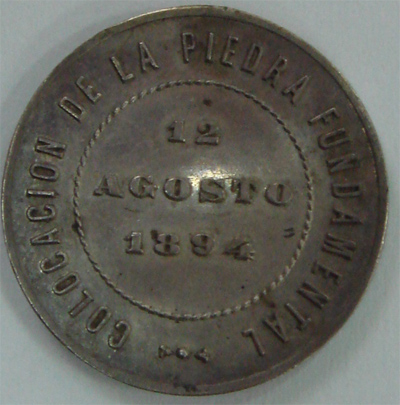 COLOCACION DE LA PIEDRA FUNDAMENTAL
12
AGOSTO
1894